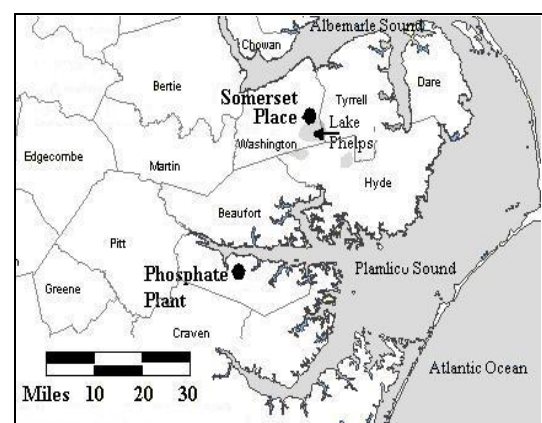 Albemarle Sound
Chowan
Bertie
Tyrrell
Dare
Somerset
Place
Lake
Phelps
Washington
Edgecombe
Martin
Hyde
Beaufort
Pitt
Phosphate
Plant
Plamlico Sound
Greene
Craven
Atlantic Ocean
Miles 10 20 30